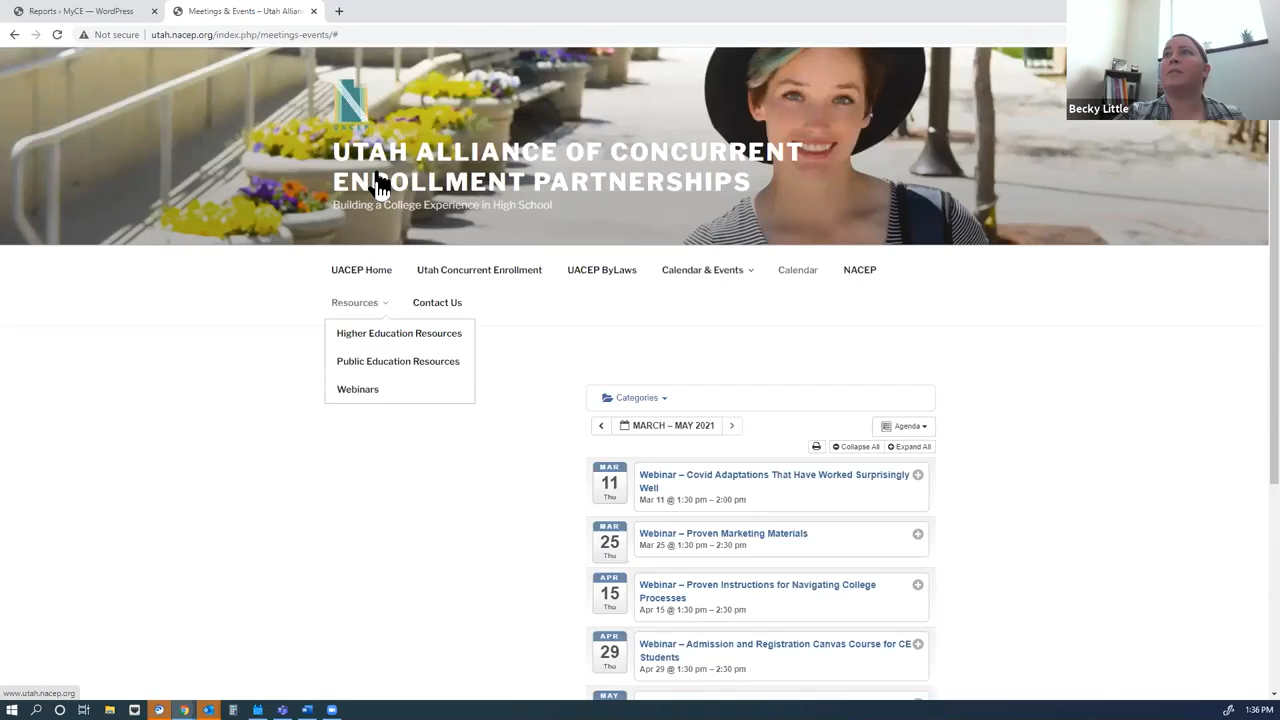 Reports ‹ MyCE — WordPress
Meetings & Events – Utah Allian
Not secure
utah.nacep.org/index.php/meetings-events/#
Becky Little
UACEP
UTAH ALLIANCE OF CONCURRENT
ENROLLMENT PARTNERSHIPS
Building a College Experience in High School
UACEP Home
Utah Concurrent Enrollment
UACEP ByLaws
Calendar & Events
Calendar
NACEP
Resources
Contact Us
Higher Education Resources
Public Education Resources
Webinars
Categories
MARCH – MAY 2021
Agenda
Collapse All
Expand All
MAR
11
Thu
Webinar – Covid Adaptations That Have Worked Surprisingly
Well
Mar 11 @ 1:30 pm – 2:00 pm
MAR
25
Thu
Webinar – Proven Marketing Materials
Mar 25 @ 1:30 pm – 2:30 pm
APR
15
Thu
Webinar – Proven Instructions for Navigating College
Processes
Apr 15 @ 1:30 pm – 2:30 pm
APR
29
Thu
Webinar – Admission and Registration Canvas Course for CE
Students
Apr 29 @ 1:30 pm – 2:30 pm
MAY
www.utah.nacep.org
1:36 PM